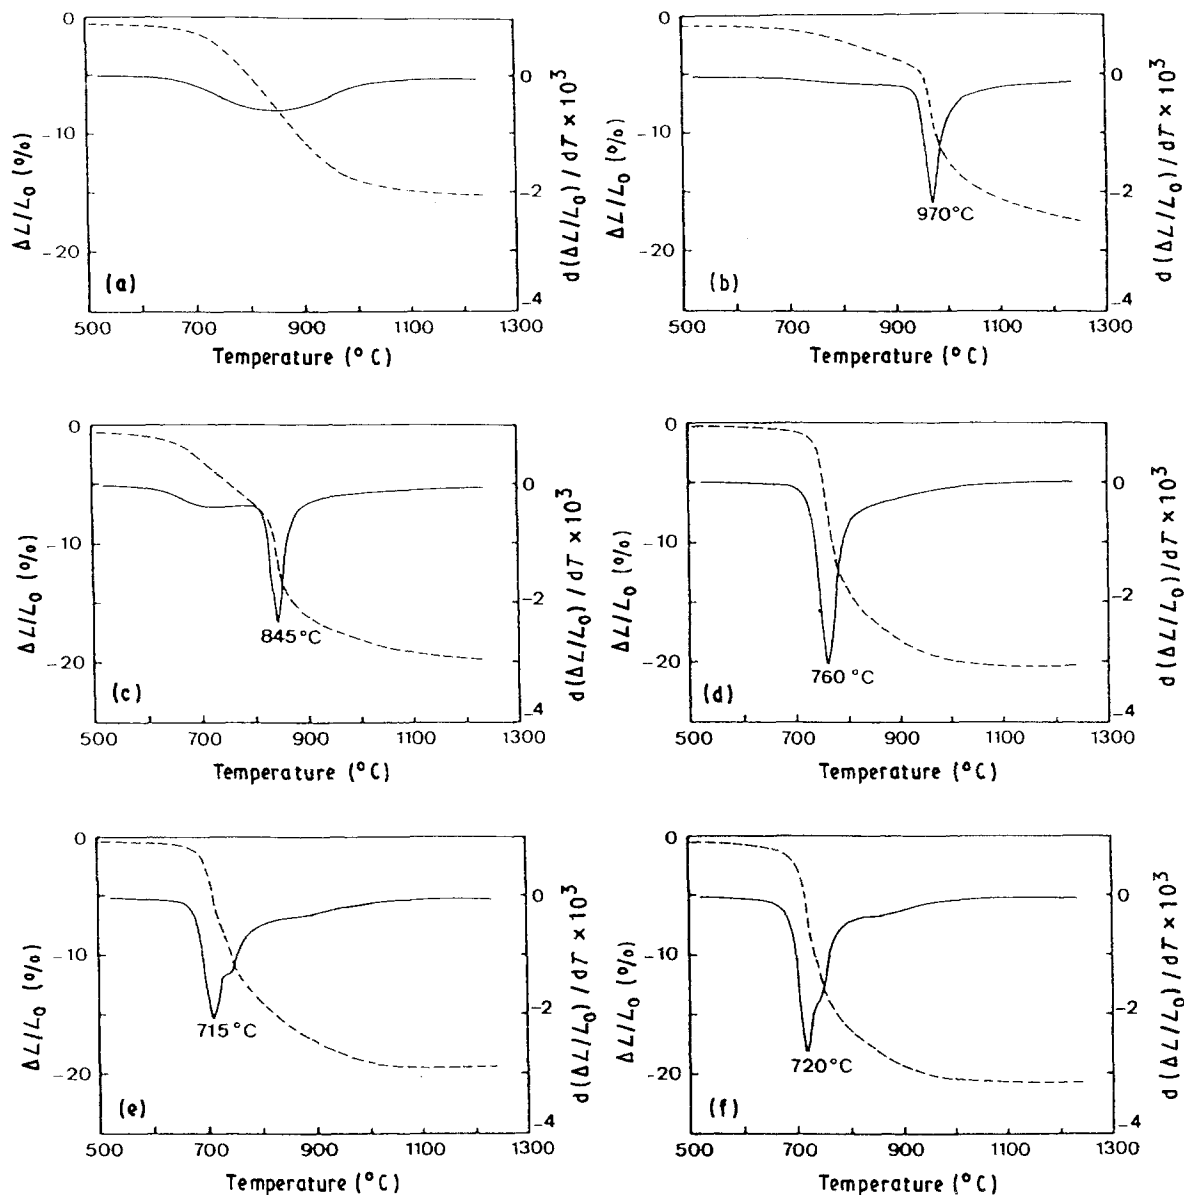 0
-10
-20
ΔL/L₀ (%)
0
-2
-4
d(ΔL/L₀)/dT × 10³
(a)
500 700 900 1100 1300
Temperature (°C)
0
-10
-20
ΔL/L₀ (%)
0
-2
-4
d(ΔL/L₀)/dT × 10³
970°C
(b)
500 700 900 1100 1300
Temperature (°C)
0
-10
-20
ΔL/L₀ (%)
0
-2
-4
d(ΔL/L₀)/dT × 10³
845°C
(c)
500 700 900 1100 1300
Temperature (°C)
0
-10
-20
ΔL/L₀ (%)
0
-2
-4
d(ΔL/L₀)/dT × 10³
760°C
(d)
500 700 900 1100 1300
Temperature (°C)
0
-10
-20
ΔL/L₀ (%)
0
-2
-4
d(ΔL/L₀)/dT × 10³
715°C
(e)
500 700 900 1100 1300
Temperature (°C)
0
-10
-20
ΔL/L₀ (%)
0
-2
-4
d(ΔL/L₀)/dT × 10³
720°C
(f)
500 700 900 1100 1300
Temperature (°C)